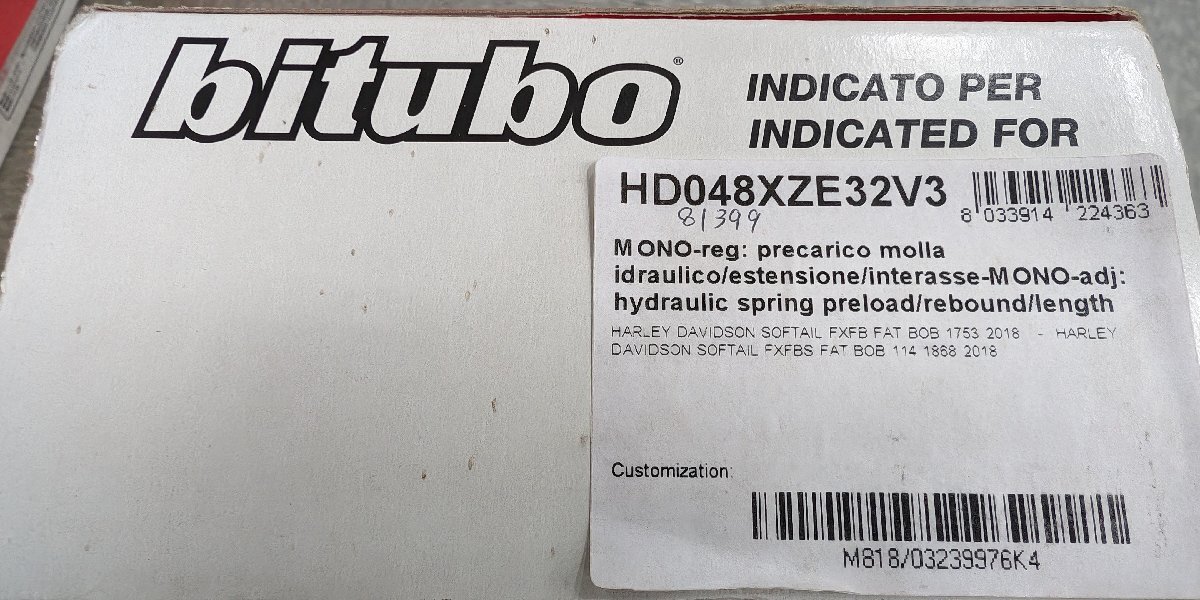 bitubo®
INDICATO PER
INDICATED FOR
HD048XZE32V3
8 033914 224363
81399
MONO-reg: precarico molla
idraulico/estensione/interasse-MONO-adj:
hydraulic spring preload/rebound/length
HARLEY DAVIDSON SOFTAIL FXFB FAT BOB 1753 2018 - HARLEY
DAVIDSON SOFTAIL FXFBS FAT BOB 114 1868 2018
Customization:
M818/03239976K4